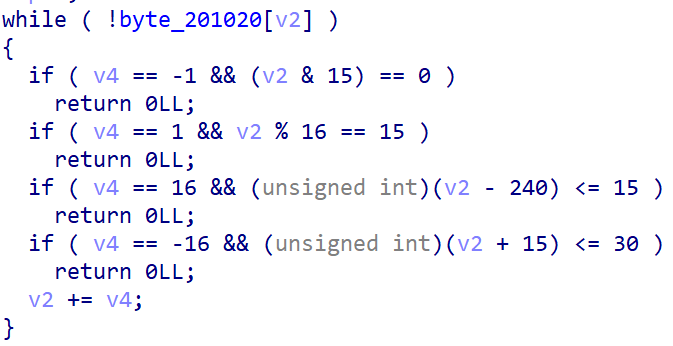 while ( !byte_201020[v2] )
{
  if ( v4 == -1 && (v2 & 15) == 0 )
    return 0LL;
  if ( v4 == 1 && v2 % 16 == 15 )
    return 0LL;
  if ( v4 == 16 && (unsigned int)(v2 - 240) <= 15 )
    return 0LL;
  if ( v4 == -16 && (unsigned int)(v2 + 15) <= 30 )
    return 0LL;
  v2 += v4;
}